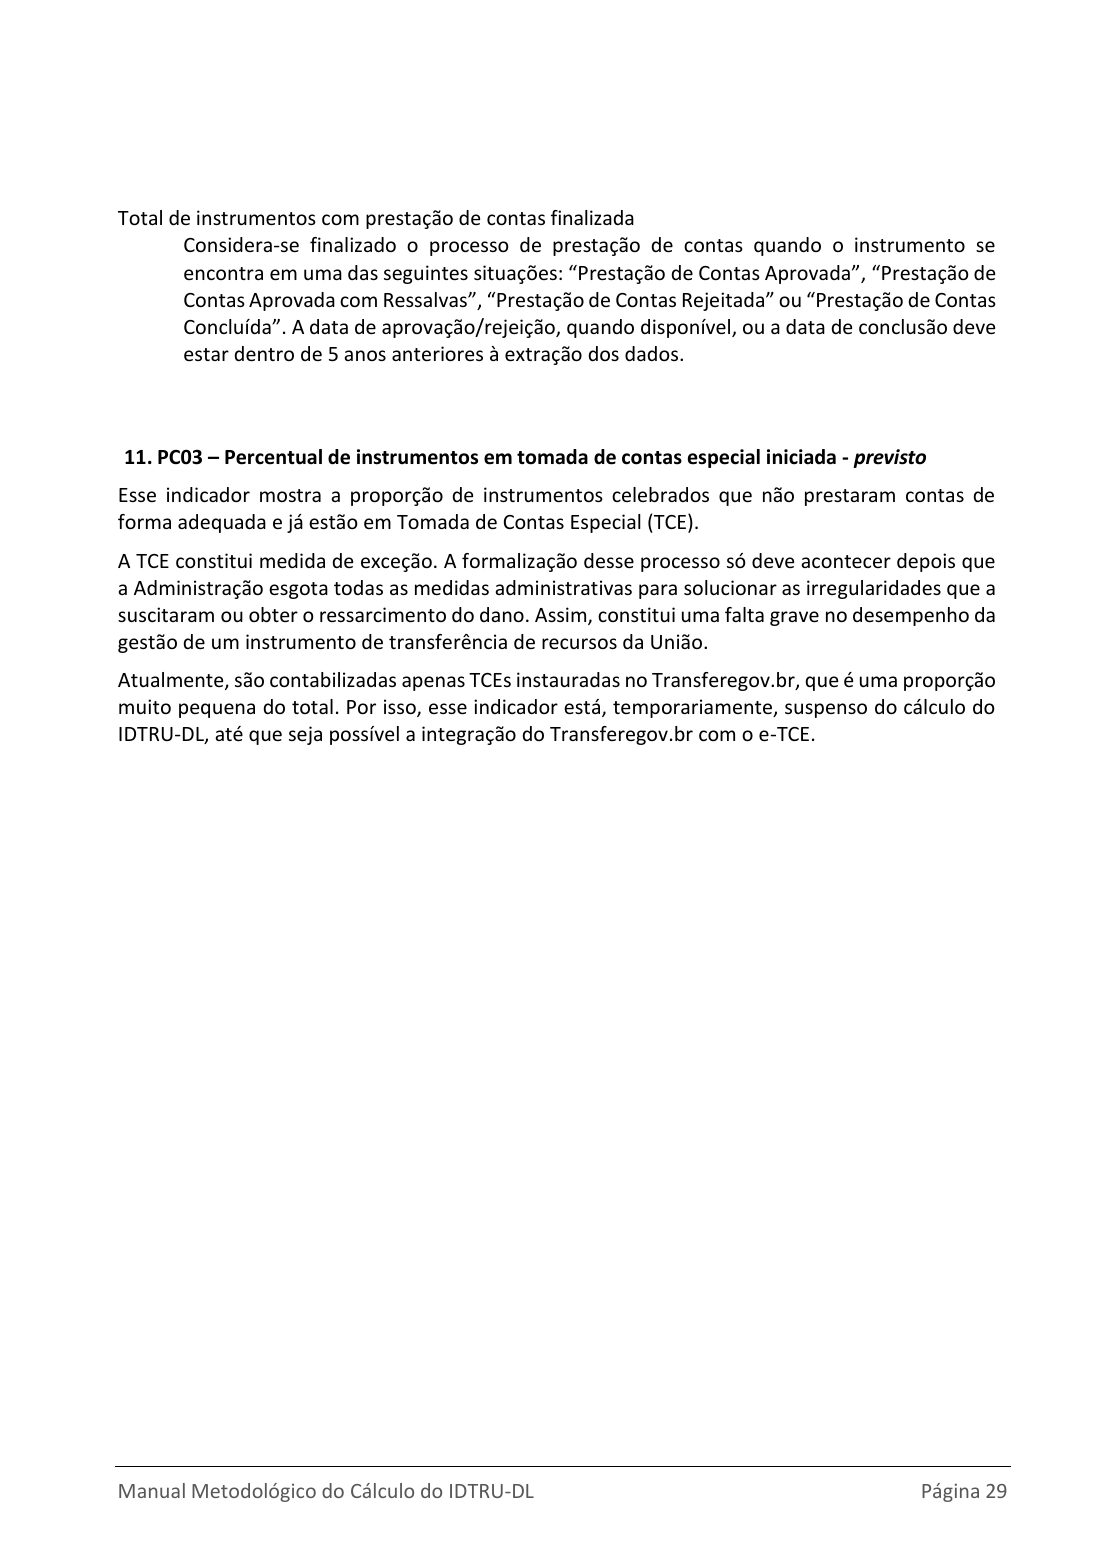 Total de instrumentos com prestação de contas finalizada
Considera-se finalizado o processo de prestação de contas quando o instrumento se
encontra em uma das seguintes situações: “Prestação de Contas Aprovada”, “Prestação de
Contas Aprovada com Ressalvas”, “Prestação de Contas Rejeitada” ou “Prestação de Contas
Concluída”. A data de aprovação/rejeição, quando disponível, ou a data de conclusão deve
estar dentro de 5 anos anteriores à extração dos dados.
11. PC03 – Percentual de instrumentos em tomada de contas especial iniciada - previsto
Esse indicador mostra a proporção de instrumentos celebrados que não prestaram contas de
forma adequada e já estão em Tomada de Contas Especial (TCE).
A TCE constitui medida de exceção. A formalização desse processo só deve acontecer depois que
a Administração esgota todas as medidas administrativas para solucionar as irregularidades que a
suscitaram ou obter o ressarcimento do dano. Assim, constitui uma falta grave no desempenho da
gestão de um instrumento de transferência de recursos da União.
Atualmente, são contabilizadas apenas TCEs instauradas no Transferegov.br, que é uma proporção
muito pequena do total. Por isso, esse indicador está, temporariamente, suspenso do cálculo do
IDTRU-DL, até que seja possível a integração do Transferegov.br com o e-TCE.
Manual Metodológico do Cálculo do IDTRU-DL Página 29